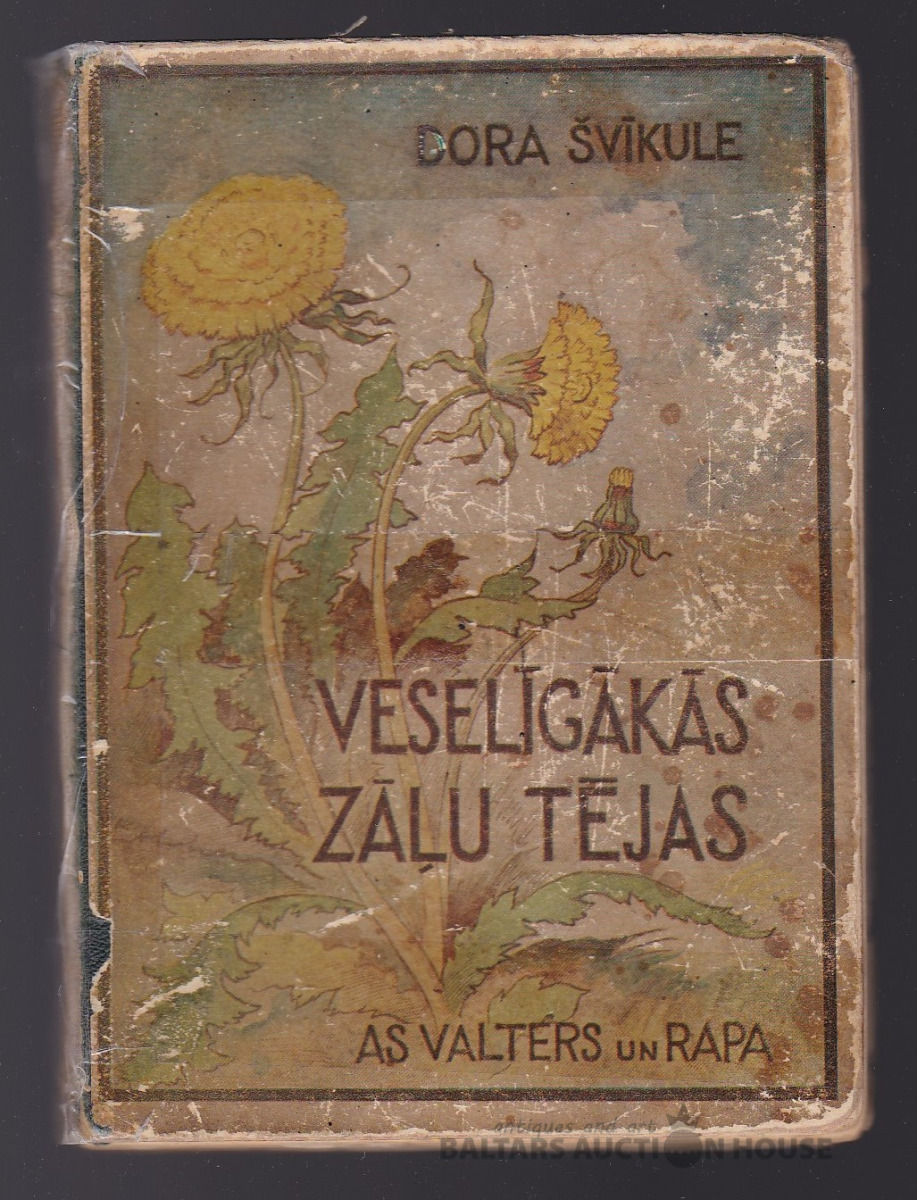 DORA ŠVĪKULE
VESELĪGĀKĀS
ZĀĻU TĒJAS
AS VALTERS UN RAPA
antiques and art
BALTARS AUCTION HOUSE